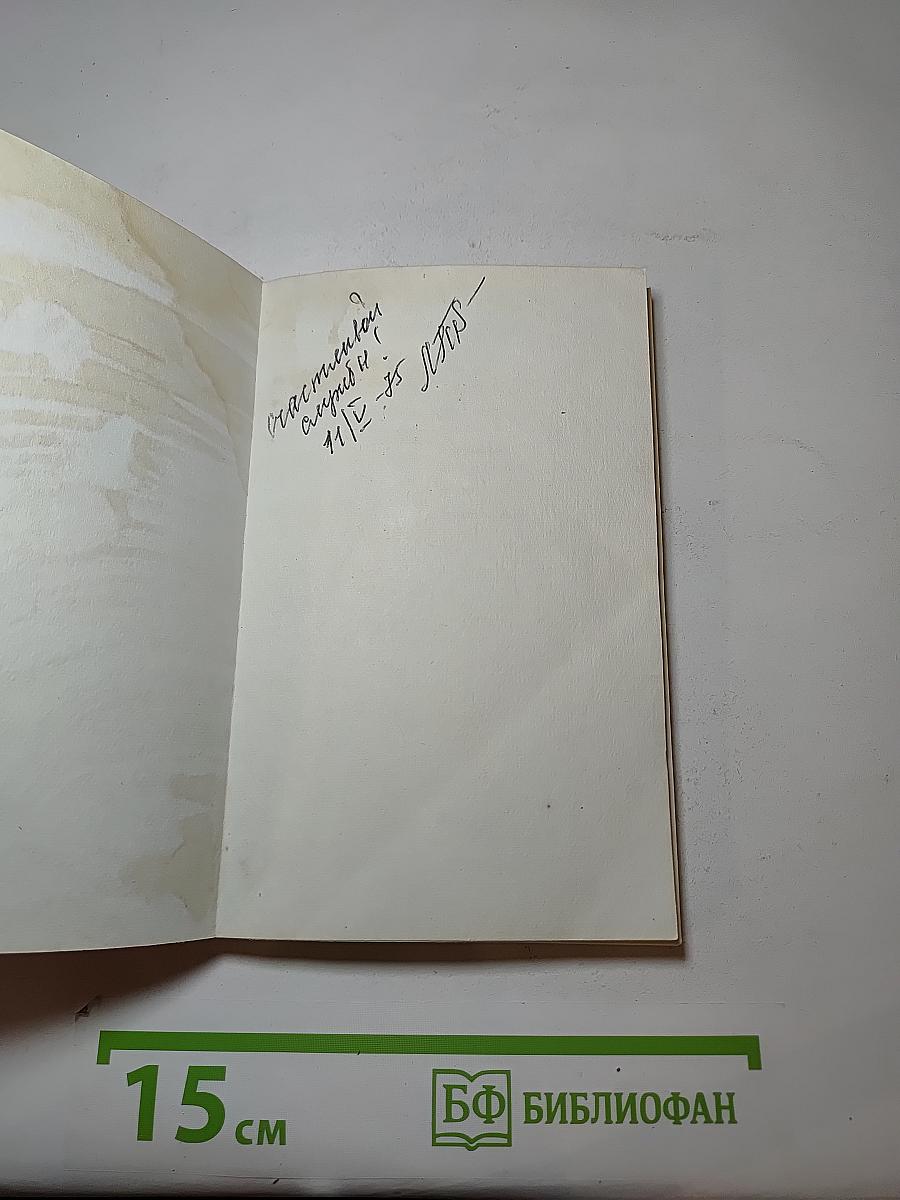 Счастливой
службы!
11/V -75
15 см
БФ БИБЛИОФАН